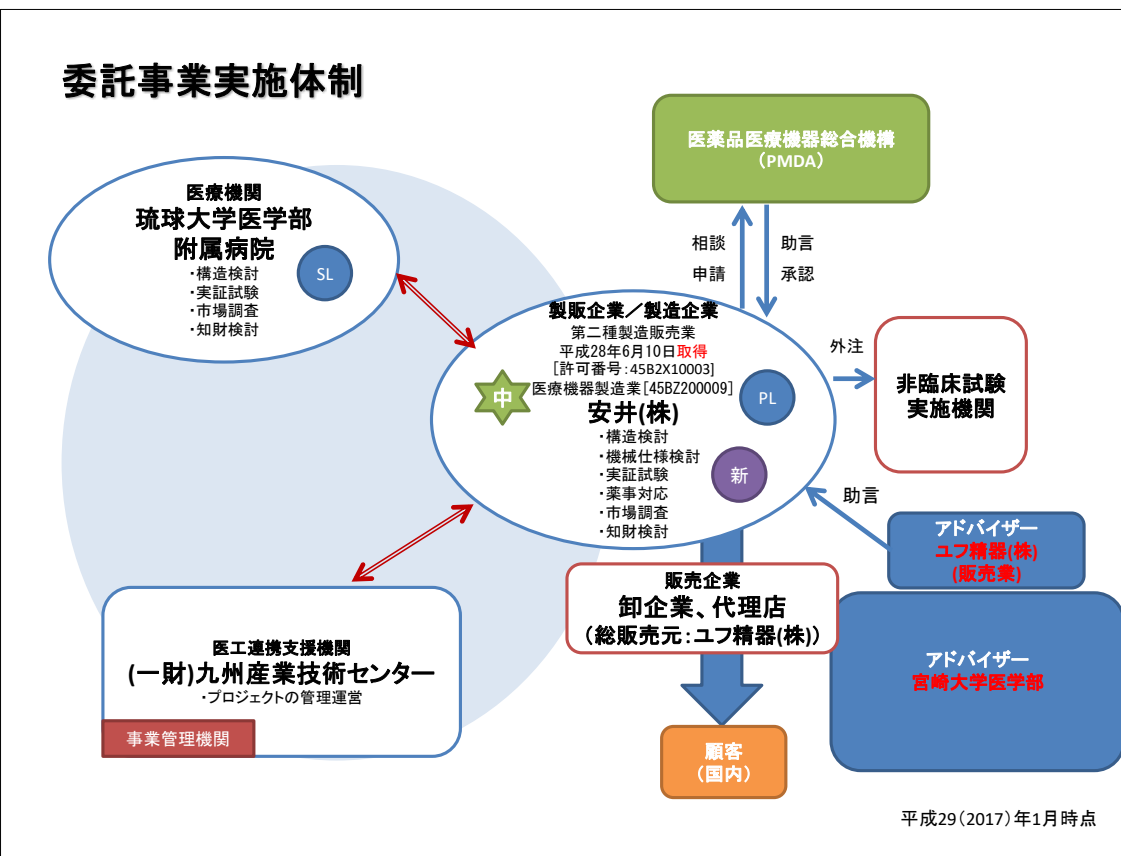 委託事業実施体制
医薬品医療機器総合機構
（PMDA）
医療機関
琉球大学医学部
附属病院
・構造検討
・実証試験
・市場調査
・知財検討
SL
相談
申請
助言
承認
製販企業／製造企業
第二種製造販売業
平成28年6月10日取得
[許可番号：45B2X10003]
医療機器製造業[45BZ200009]
安井(株)
・構造検討
・機械仕様検討
・実証試験
・薬事対応
・市場調査
・知財検討
中
PL
新
外注
非臨床試験
実施機関
助言
アドバイザー
ユフ精器(株)
(販売業)
アドバイザー
宮崎大学医学部
販売企業
卸企業、代理店
（総販売元：ユフ精器(株)）
医工連携支援機関
(一財)九州産業技術センター
・プロジェクトの管理運営
事業管理機関
顧客
（国内）
平成29（2017）年1月時点